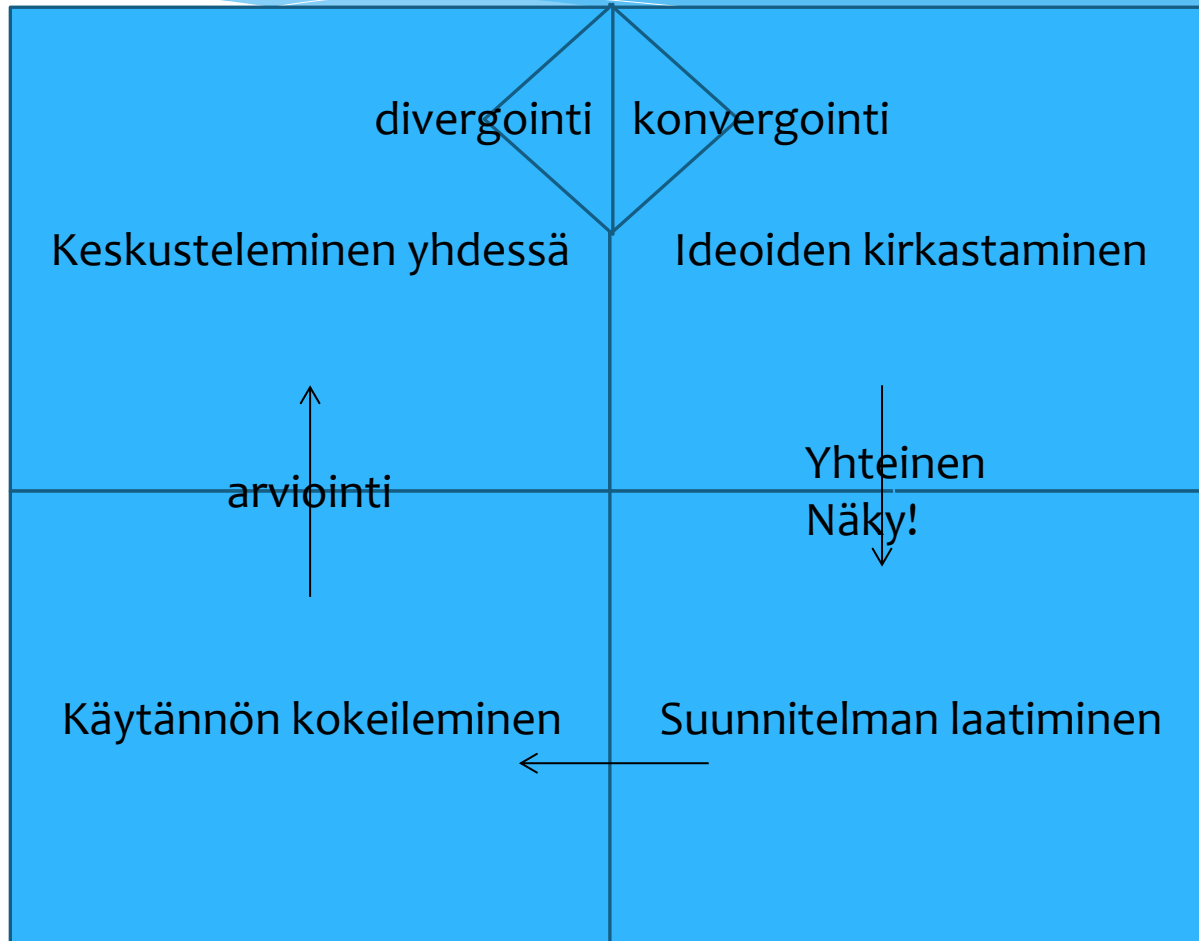 divergointi
konvergointi
Keskusteleminen yhdessä
Ideoiden kirkastaminen
arviointi
Yhteinen
Näky!
Käytännön kokeileminen
Suunnitelman laatiminen